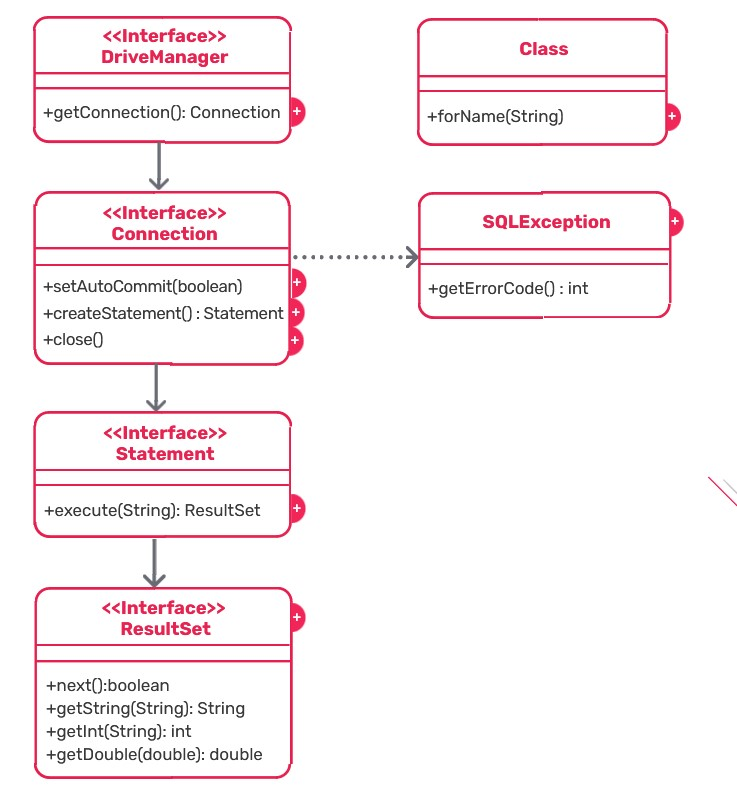 <<Interface>>
DriveManager
+getConnection(): Connection
+
Class
+forName(String)
+
<<Interface>>
Connection
+setAutoCommit(boolean)
+
+createStatement() : Statement
+
+close()
+
SQLException
+
+getErrorCode() : int
<<Interface>>
Statement
+execute(String): ResultSet
+
<<Interface>>
ResultSet
+
+next():boolean
+getString(String): String
+getInt(String): int
+getDouble(double): double